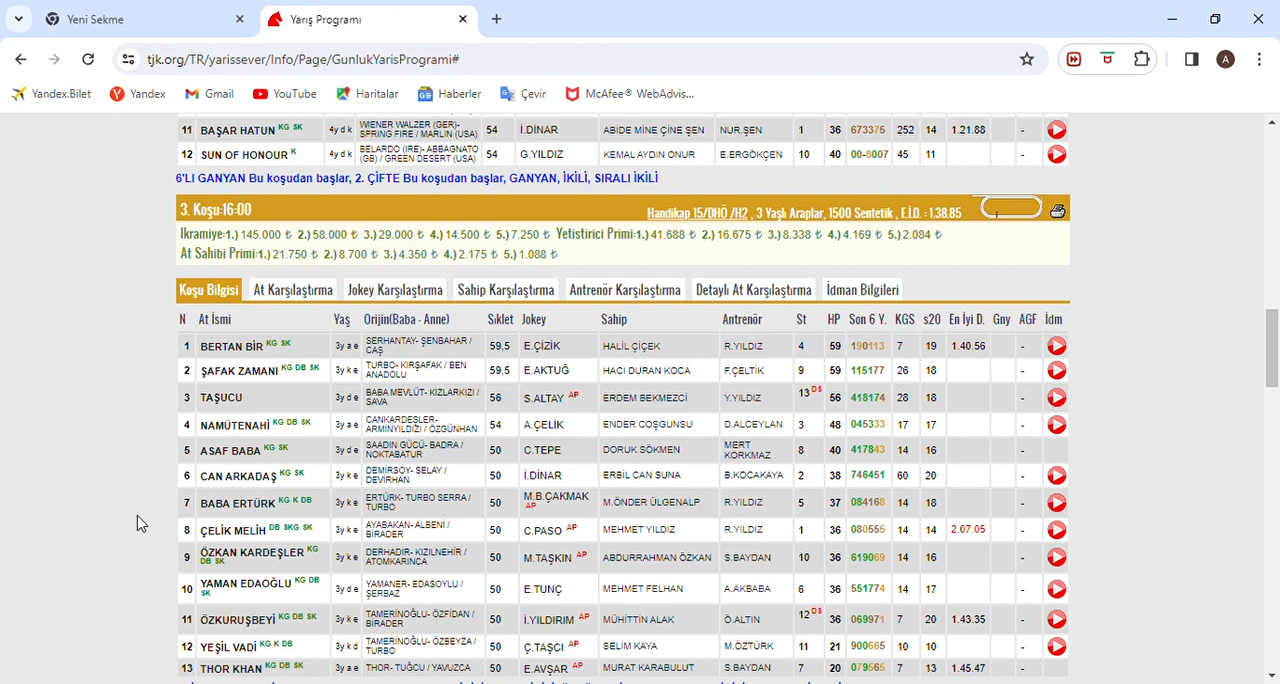 Yeni Sekme
Yarış Programı
tjk.org/TR/yarissever/Info/Page/GunlukYarisProgrami#
A
Yandex.Bilet Yandex Gmail YouTube Haritalar Haberler Çevir McAfee® WebAdvis...
11 BAŞAR HATUN KG SK 4y d k WIENER WALZER (GER)- SPRING FIRE / MARLIN (USA) 54 İ.DİNAR ABİDE MİNE ÇİNE ŞEN NUR.ŞEN 1 36 673375 252 14 1.21.88 -
12 SUN OF HONOUR K 4y d k BELARDO (IRE)- ABBAGNATO (GB) / GREEN DESERT (USA) 54 G.YILDIZ KEMAL AYDIN ONUR E.ERGÖKÇEN 10 40 00-8007 45 11 -
6'LI GANYAN Bu koşudan başlar, 2. ÇİFTE Bu koşudan başlar, GANYAN, İKİLİ, SIRALI İKİLİ
3. Koşu:16:00 Handikap 15/DHÖ /H2 , 3 Yaşlı Araplar, 1500 Sentetik , E.İ.D. : 1.38.85
Ikramiye:1.) 145.000 ₺ 2.) 58.000 ₺ 3.) 29.000 ₺ 4.) 14.500 ₺ 5.) 7.250 ₺ Yetistirici Primi:1.) 41.688 ₺ 2.) 16.675 ₺ 3.) 8.338 ₺ 4.) 4.169 ₺ 5.) 2.084 ₺
At Sahibi Primi:1.) 21.750 ₺ 2.) 8.700 ₺ 3.) 4.350 ₺ 4.) 2.175 ₺ 5.) 1.088 ₺
Koşu Bilgisi At Karşılaştırma Jokey Karşılaştırma Sahip Karşılaştırma Antrenör Karşılaştırma Detaylı At Karşılaştırma İdman Bilgileri
N At İsmi Yaş Orijin(Baba - Anne) Sıklet Jokey Sahip Antrenör St HP Son 6 Y. KGS s20 En İyi D. Gny AGF İdm
1 BERTAN BİR KG SK 3y a e SERHANTAY- ŞENBAHAR / CAŞ 59,5 E.ÇİZİK HALİL ÇİÇEK R.YILDIZ 4 59 190113 7 19 1.40.56 -
2 ŞAFAK ZAMANI KG DB SK 3y k e TURBO- KIRŞAFAK / BEN ANADOLU 59,5 E.AKTUĞ HACI DURAN KOCA F.ÇELTİK 9 59 115177 26 18 -
3 TAŞUCU 3y d e BABA MEVLÜT- KIZLARKIZI / SAVA 56 S.ALTAY AP ERDEM BEKMEZCİ Y.YILDIZ 13 DS 56 418174 28 18 -
4 NAMÜTENAHİ KG DB SK 3y a e CANKARDEŞLER- ARMİNYILDIZI / ÖZGÜNHAN 54 A.ÇELİK ENDER COŞGUNSU D.ALCEYLAN 3 48 045333 17 17 -
5 ASAF BABA KG SK 3y d e SAADIN GÜCÜ- BADRA / NOKTABATUR 50 C.TEPE DORUK SÖKMEN MERT KORKMAZ 8 40 417843 14 16 -
6 CAN ARKADAŞ KG SK 3y d e DEMİRSOY- SELAY / DEVİRHAN 50 İ.DİNAR ERBİL CAN SUNA B.KOCAKAYA 2 38 746451 60 20 -
7 BABA ERTÜRK KG K DB 3y k e ERTÜRK- TURBO SERRA / TURBO 50 M.B.ÇAKMAK AP M.ÖNDER ÜLGENALP R.YILDIZ 5 37 084168 14 18 -
8 ÇELİK MELİH DB SKG SK 3y k e AYABAKAN- ALBENİ / BİRADER 50 C.PASO AP MEHMET YILDIZ R.YILDIZ 1 36 080555 14 14 2.07.05 -
9 ÖZKAN KARDEŞLER KG DB SK 3y k e DERHADIR- KIZILNEHİR / ATOMKARINCA 50 M.TAŞKIN AP ABDURRAHMAN ÖZKAN S.BAYDAN 10 36 619069 14 16 -
10 YAMAN EDAOĞLU KG DB SK 3y d e YAMANER- EDASOYLU / ŞERBAZ 50 E.TUNÇ MEHMET FELHAN A.AKBABA 6 36 551774 14 17 -
11 ÖZKURUŞBEYİ KG DB SK 3y k e TAMERİNOĞLU- ÖZFİDAN / BİRADER 50 İ.YILDIRIM AP MÜHİTTİN ALAK Ö.ALTIN 12 DS 36 069971 7 20 1.43.35 -
12 YEŞİL VADİ KG K DB 3y k d TAMERİNOĞLU- ÖZBEYZA / TURBO 50 Ç.TAŞCI AP SELİM KAYA M.ÖZTÜRK 11 21 900665 10 10 -
13 THOR KHAN KG DB SK 3y a e THOR- TUĞCU / YAVUZCA 50 E.AVŞAR AP MURAT KARABULUT S.BAYDAN 7 20 079565 7 13 1.45.47 -